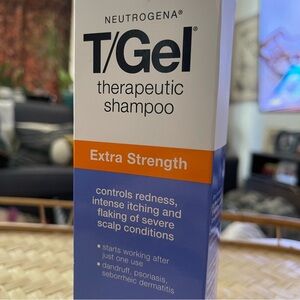 NEUTROGENA®
T/Gel®
therapeutic
shampoo
Extra Strength
controls redness,
intense itching and
flaking of severe
scalp conditions
• starts working after
just one use
• dandruff, psoriasis,
seborrheic dermatitis